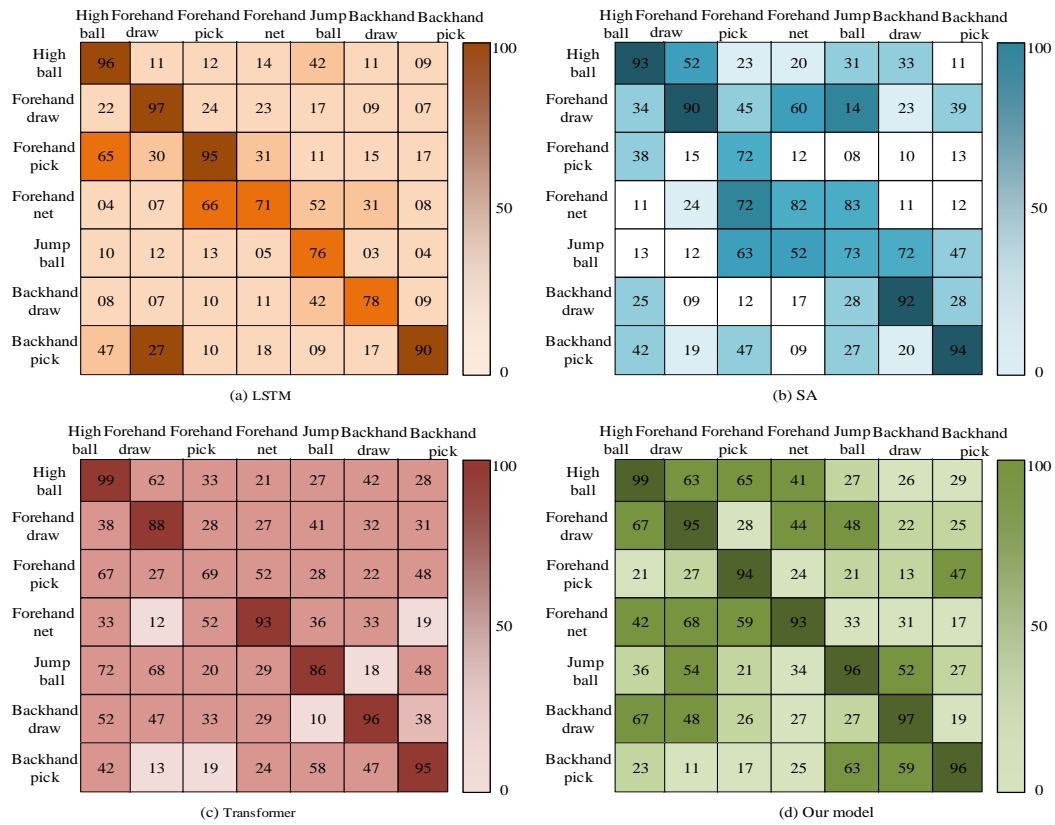 High Forehand Forehand Forehand Jump Backhand Backhand
ball draw pick net ball draw pick
High ball 96 11 12 14 42 11 09
Forehand draw 22 97 24 23 17 09 07
Forehand pick 65 30 95 31 11 15 17
Forehand net 04 07 66 71 52 31 08
Jump ball 10 12 13 05 76 03 04
Backhand draw 08 07 10 11 42 78 09
Backhand pick 47 27 10 18 09 17 90
100
50
0
(a) LSTM
High Forehand Forehand Forehand Jump Backhand Backhand
ball draw pick net ball draw pick
High ball 93 52 23 20 31 33 11
Forehand draw 34 90 45 60 14 23 39
Forehand pick 38 15 72 12 08 10 13
Forehand net 11 24 72 82 83 11 12
Jump ball 13 12 63 52 73 72 47
Backhand draw 25 09 12 17 28 92 28
Backhand pick 42 19 47 09 27 20 94
100
50
0
(b) SA
High Forehand Forehand Forehand Jump Backhand Backhand
ball draw pick net ball draw pick
High ball 99 62 33 21 27 42 28
Forehand draw 38 88 28 27 41 32 31
Forehand pick 67 27 69 52 28 22 48
Forehand net 33 12 52 93 36 33 19
Jump ball 72 68 20 29 86 18 48
Backhand draw 52 47 33 29 10 96 38
Backhand pick 42 13 19 24 58 47 95
100
50
0
(c) Transformer
High Forehand Forehand Forehand Jump Backhand Backhand
ball draw pick net ball draw pick
High ball 99 63 65 41 27 26 29
Forehand draw 67 95 28 44 48 22 25
Forehand pick 21 27 94 24 21 13 47
Forehand net 42 68 59 93 33 31 17
Jump ball 36 54 21 34 96 52 27
Backhand draw 67 48 26 27 27 97 19
Backhand pick 23 11 17 25 63 59 96
100
50
0
(d) Our model